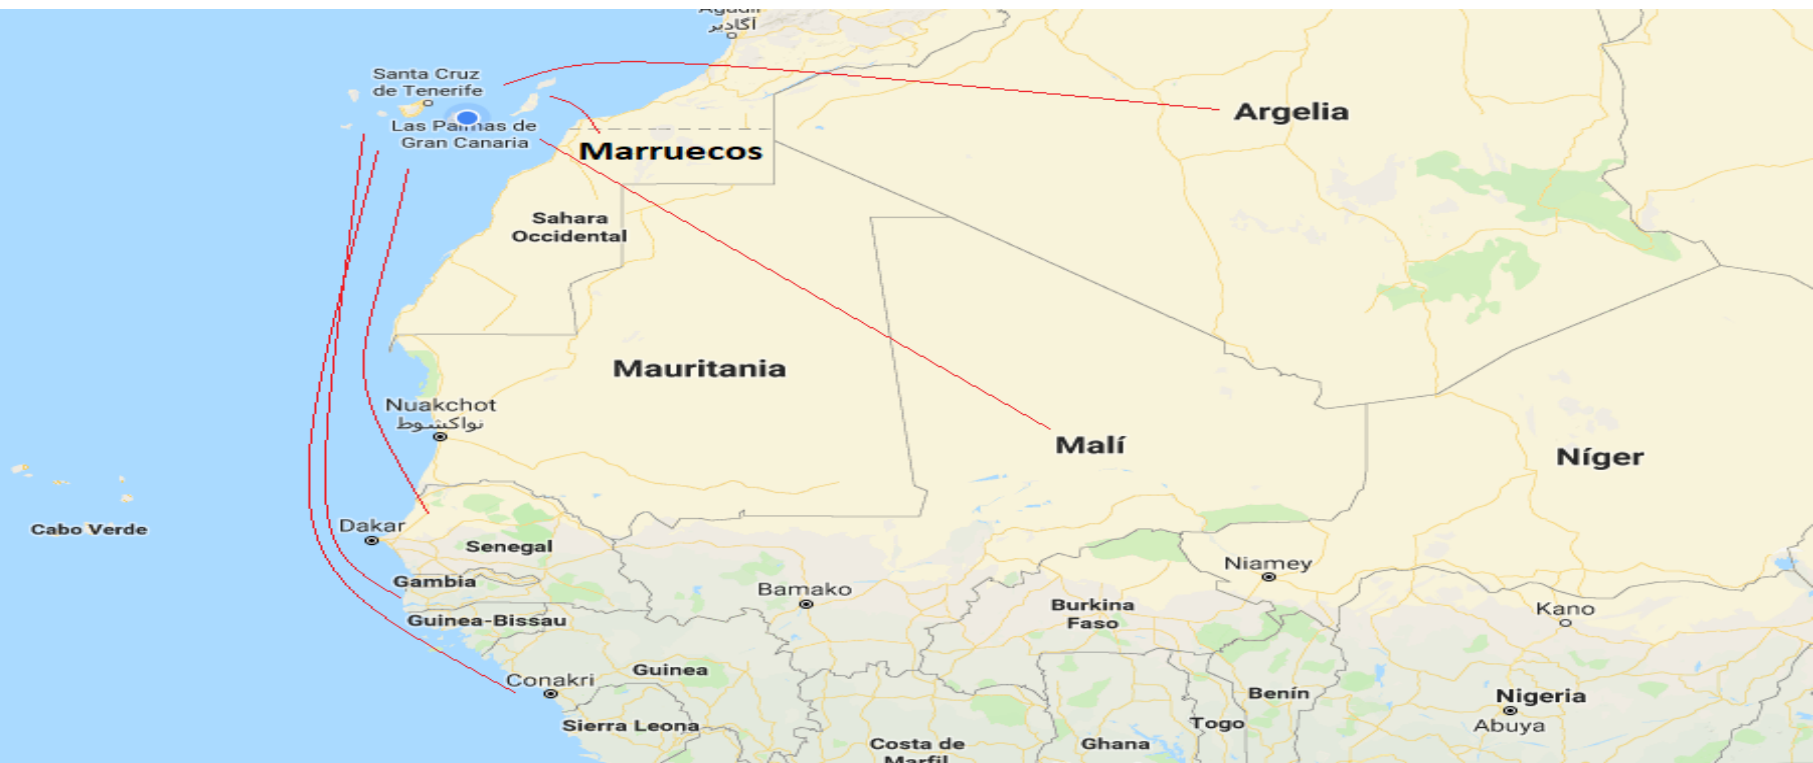 Agadir
أكادير
Santa Cruz
de Tenerife
Las Palmas de
Gran Canaria
Argelia
Marruecos
Sahara
Occidental
Mauritania
Nuakchot
نواكشوط
Malí
Níger
Cabo Verde
Dakar
Senegal
Gambia
Guinea-Bissau
Bamako
Niamey
Burkina
Faso
Kano
Guinea
Conakri
Sierra Leona
Costa de
Marfil
Ghana
Togo
Benín
Nigeria
Abuya